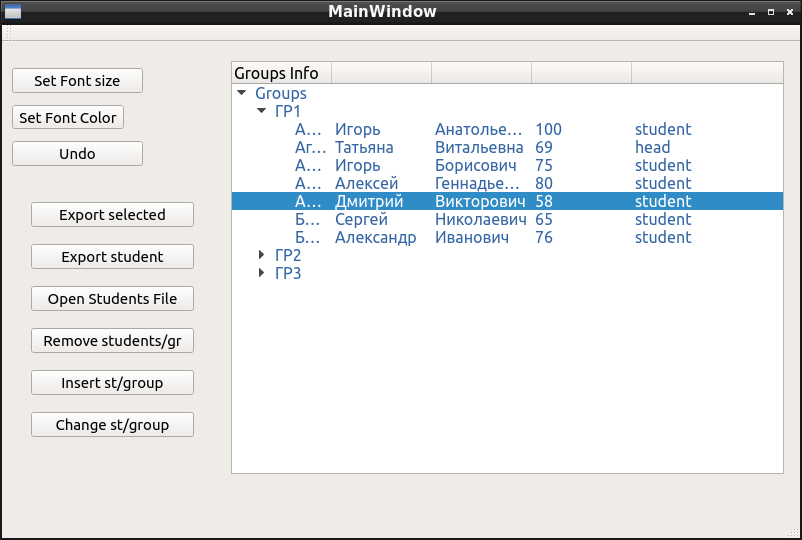 MainWindow
Set Font size
Set Font Color
Undo
Export selected
Export student
Open Students File
Remove students/gr
Insert st/group
Change st/group
Groups Info
Groups
ГР1
А... Игорь Анатолье... 100 student
Аг... Татьяна Витальевна 69 head
А... Игорь Борисович 75 student
А... Алексей Геннадье... 80 student
А... Дмитрий Викторович 58 student
Б... Сергей Николаевич 65 student
Б... Александр Иванович 76 student
ГР2
ГР3